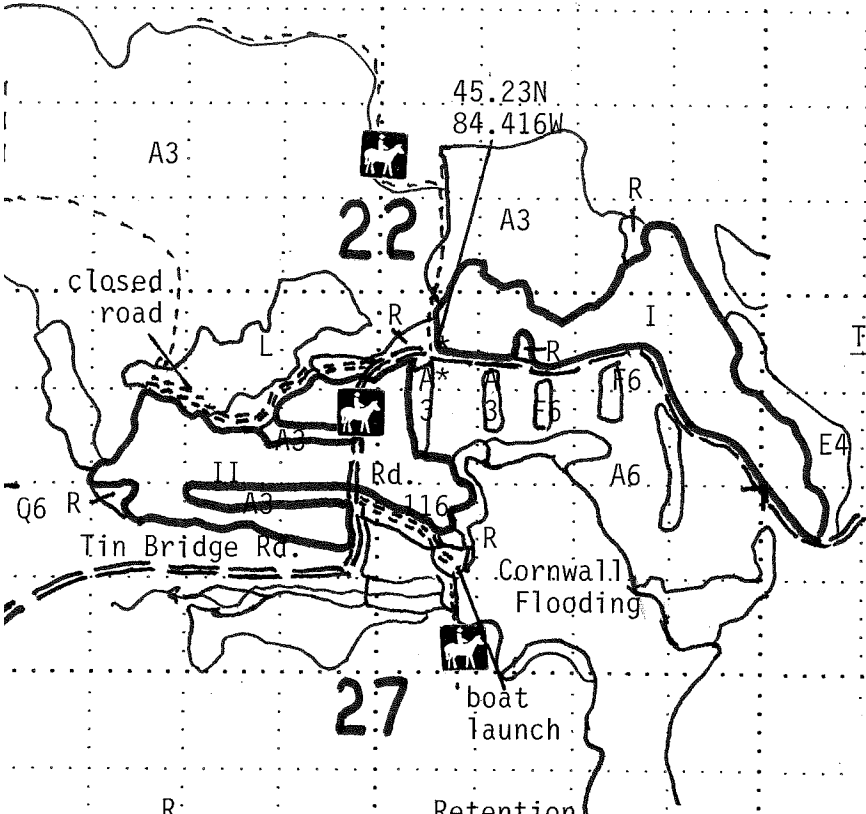 45.23N
84.416W
A3
R
22
A3
closed
road
R
I
L
R
A*
3
A
3
F6
F6
A3
E4
II
Rd.
A6
Q6
R
A3
116
R
Tin Bridge Rd.
Cornwall
Flooding
27
boat
launch
R
Retention